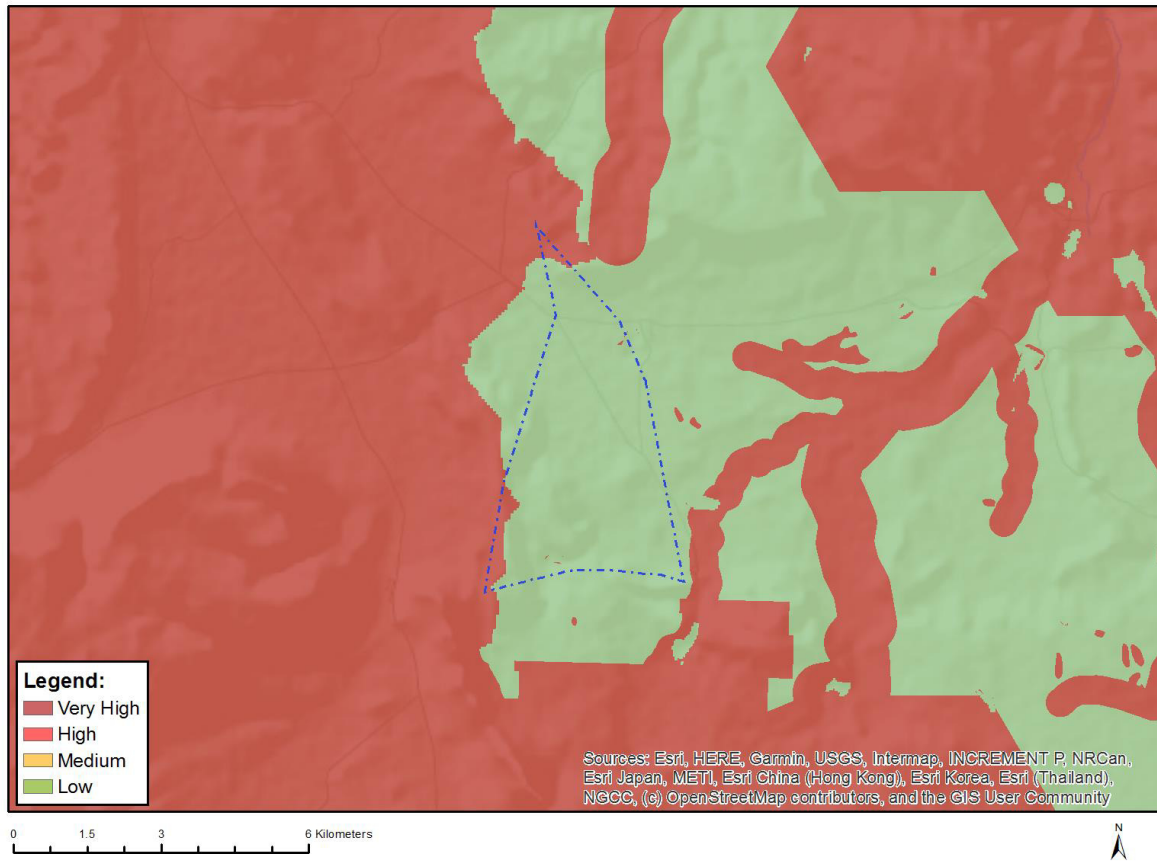 Legend:
Very High
High
Medium
Low
Sources: Esri, HERE, Garmin, USGS, Intermap, INCREMENT P, NRCan,
Esri Japan, METI, Esri China (Hong Kong), Esri Korea, Esri (Thailand),
NGCC, (c) OpenStreetMap contributors, and the GIS User Community
0 1.5 3 6 Kilometers
N